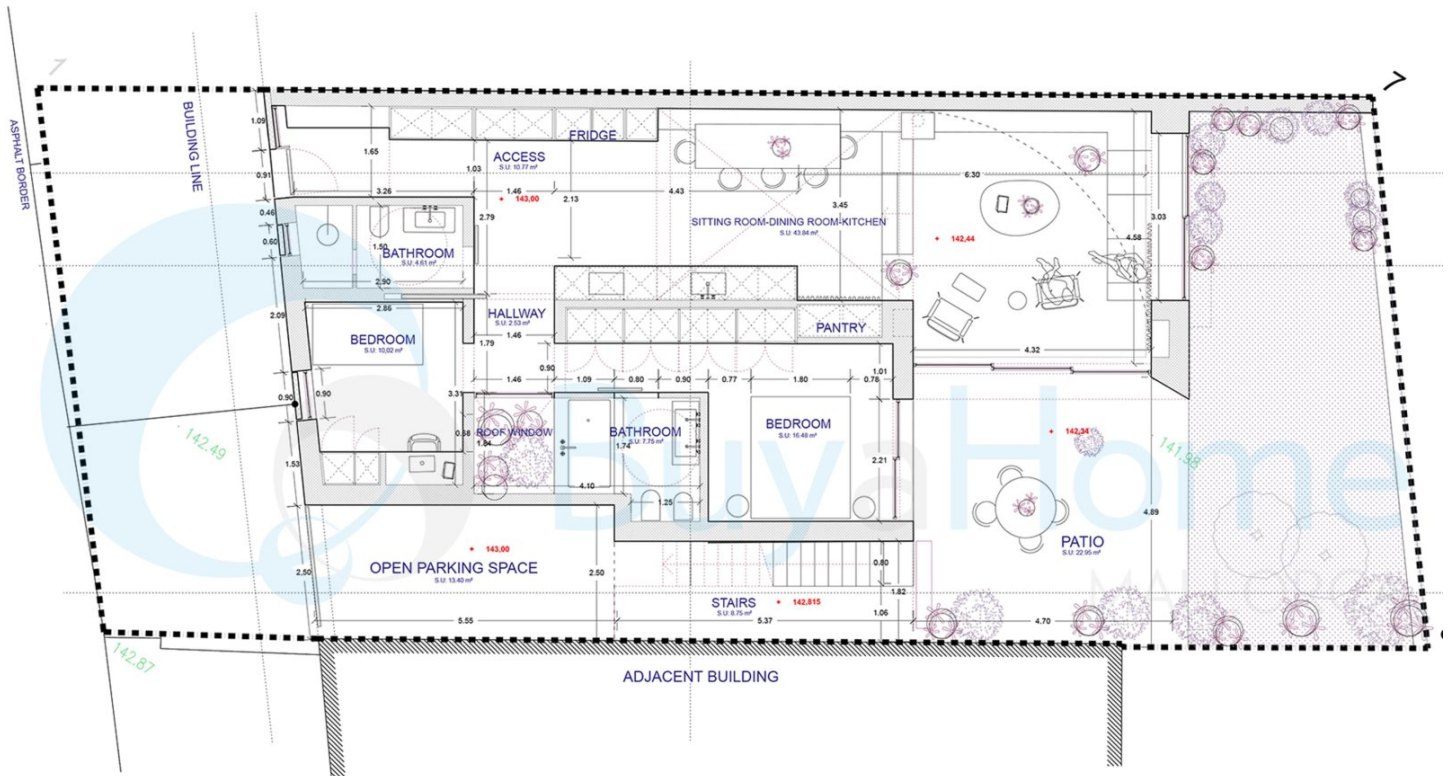 ASPHALT BORDER
BUILDING LINE
FRIDGE
ACCESS
S.U: 10.77 m²
1.09
1.65
1.03
0.91
3.26
1.46
4.43
6.30
143,00
2.13
3.45
3.03
2.79
0.46
SITTING ROOM-DINING ROOM-KITCHEN
S.U: 43.84 m²
142,44
4.58
0.60
1.50
BATHROOM
S.U: 4.61 m²
2.90
2.86
2.09
HALLWAY
S.U: 2.53 m²
PANTRY
BEDROOM
S.U: 10,02 m²
1.46
1.79
4.32
0.90
1.01
1.46
1.09
0.80
0.90
0.77
1.80
0.78
0.90
0.90
3.31
142.49
ROOF WINDOW
0.68
1.64
BATHROOM
S.U: 7.75 m²
1.74
BEDROOM
S.U: 16.48 m²
142,34
141.98
BuyaHome
MALLORCA
2.21
1.53
4.10
1.25
4.89
PATIO
S.U: 22.95 m²
143,00
OPEN PARKING SPACE
S.U: 13.40 m²
2.50
2.50
0.80
1.82
STAIRS
S.U: 8.75 m²
142,815
1.06
5.55
5.37
4.70
142.87
ADJACENT BUILDING